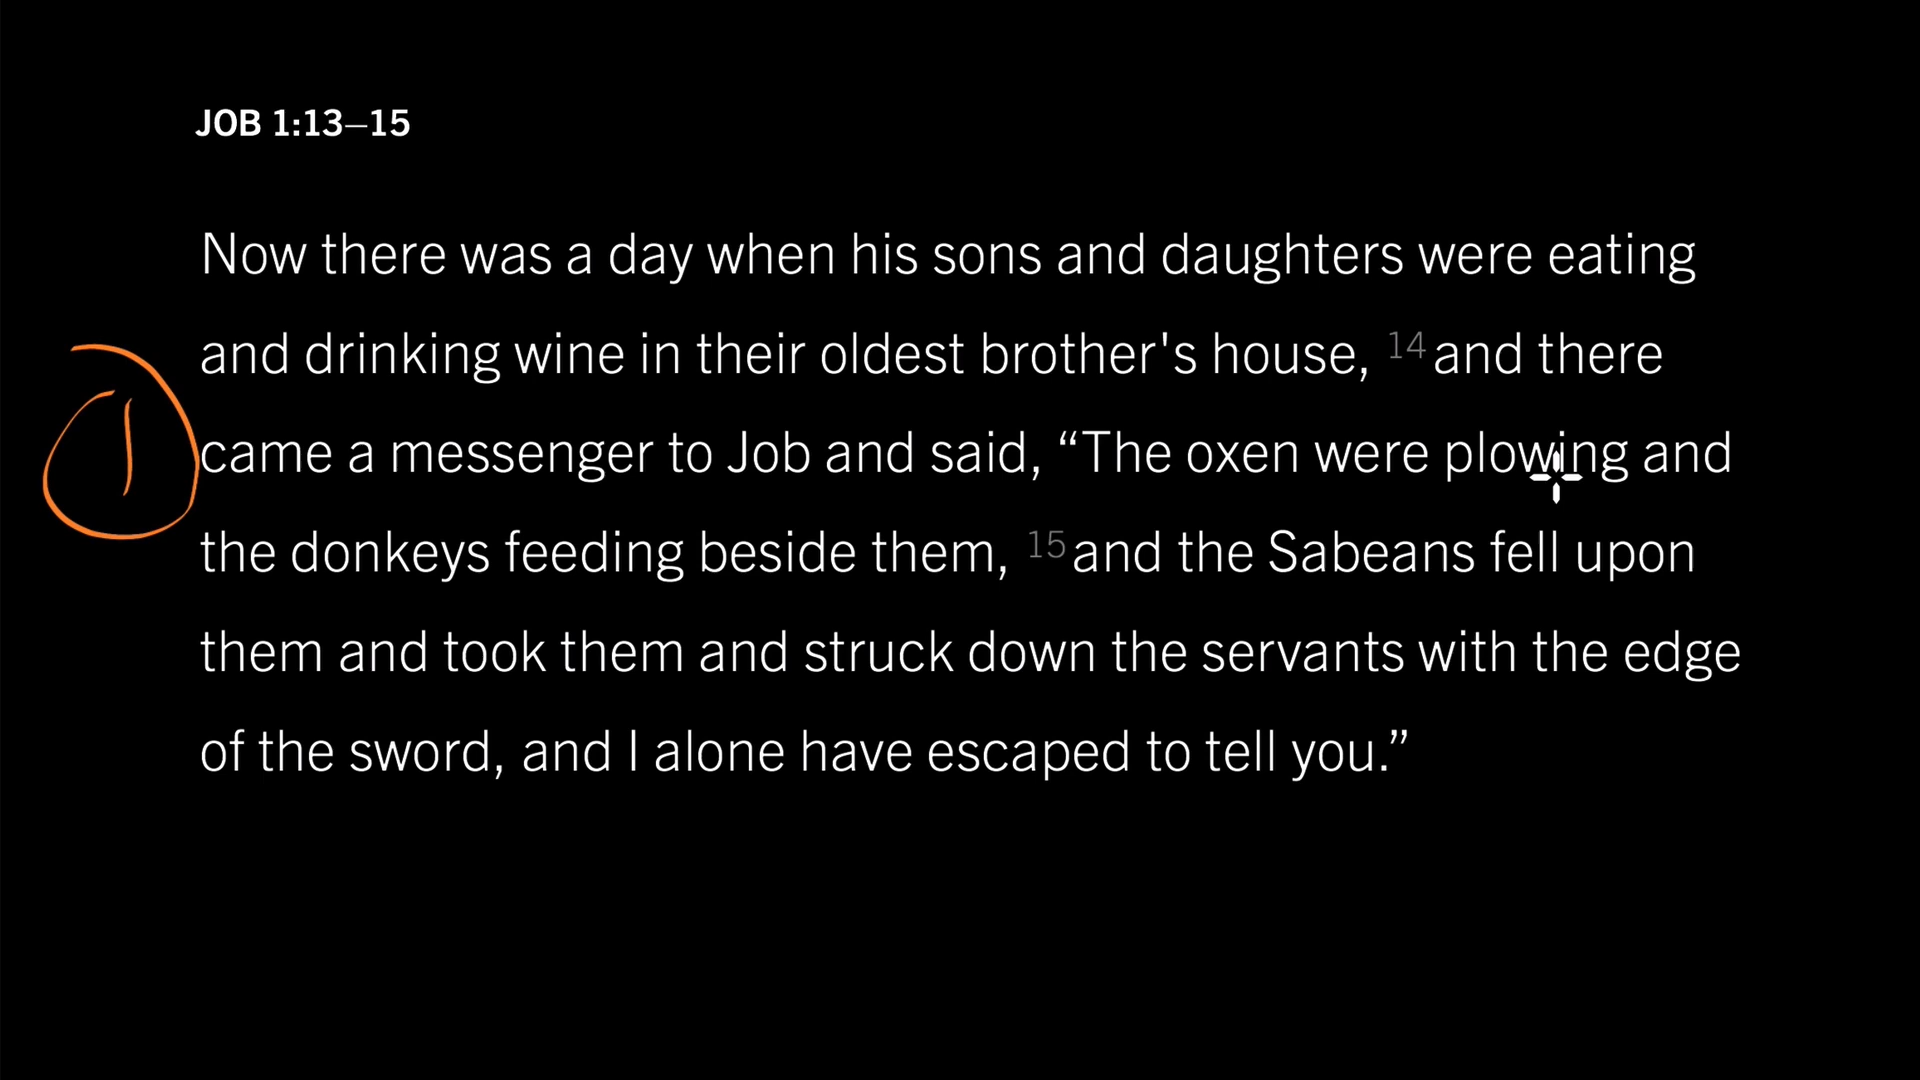 JOB 1:13–15
Now there was a day when his sons and daughters were eating
and drinking wine in their oldest brother's house, 14 and there
1
came a messenger to Job and said, “The oxen were plowing and
the donkeys feeding beside them, 15 and the Sabeans fell upon
them and took them and struck down the servants with the edge
of the sword, and I alone have escaped to tell you.”